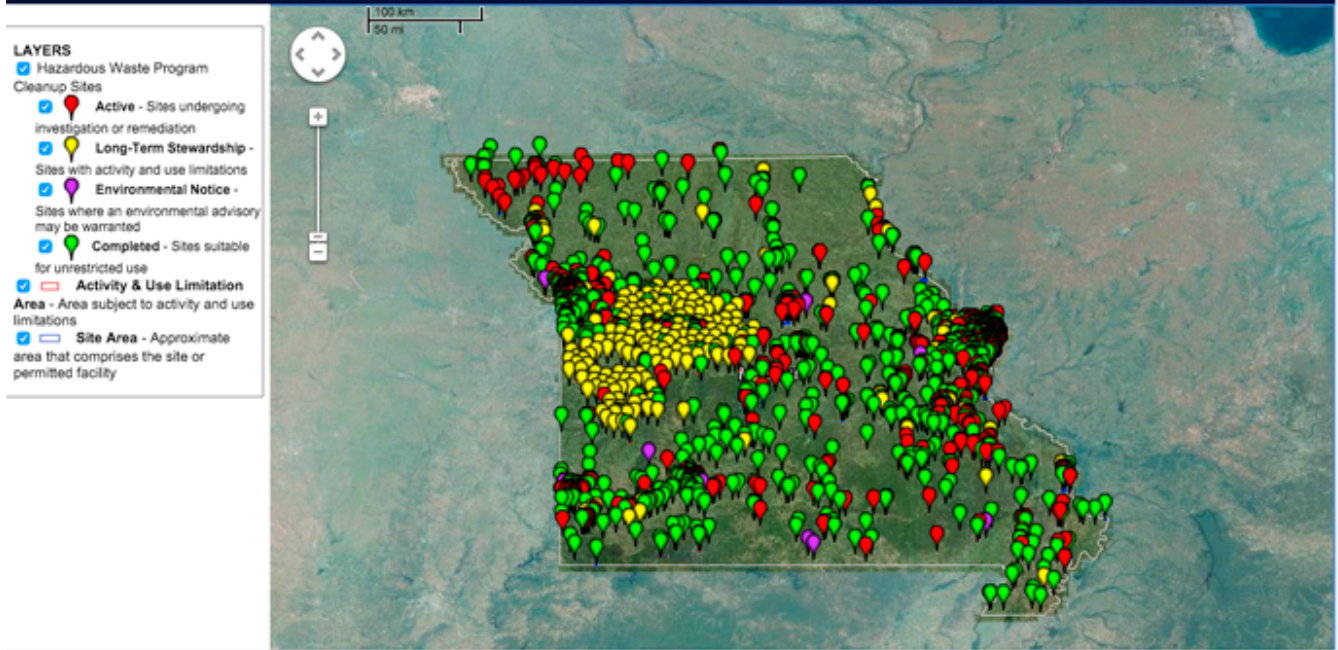 100 km
50 mi
LAYERS
Hazardous Waste Program
Cleanup Sites
Active - Sites undergoing
investigation or remediation
Long-Term Stewardship -
Sites with activity and use limitations
Environmental Notice -
Sites where an environmental advisory
may be warranted
Completed - Sites suitable
for unrestricted use
Activity & Use Limitation
Area - Area subject to activity and use
limitations
Site Area - Approximate
area that comprises the site or
permitted facility